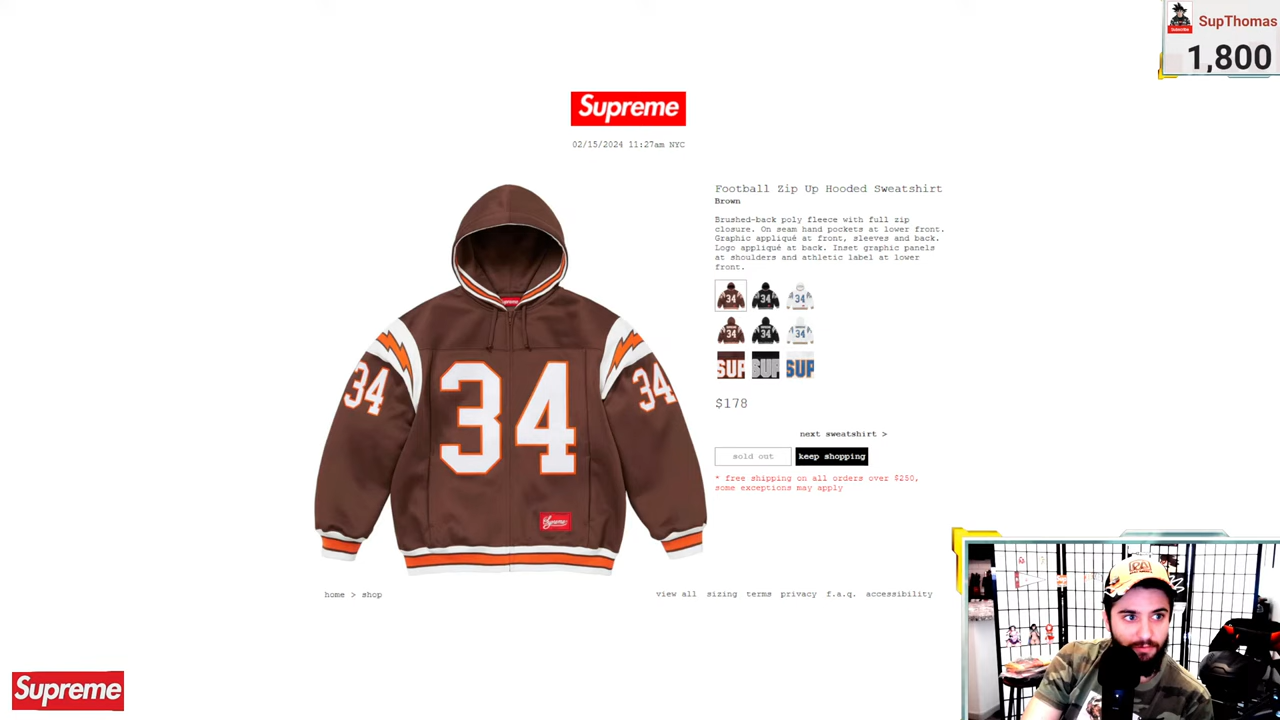 SupThomas
Subscribe
1,800
Supreme
02/15/2024 11:27am NYC
Football Zip Up Hooded Sweatshirt
Brown
Brushed-back poly fleece with full zip
closure. On seam hand pockets at lower front.
Graphic appliqué at front, sleeves and back.
Logo appliqué at back. Inset graphic panels
at shoulders and athletic label at lower
front.
Supreme
34
34
34
Supreme
34
34
34
34
34
34
SUP
SUP
SUP
$178
next sweatshirt >
sold out
keep shopping
* free shipping on all orders over $250,
some exceptions may apply
home > shop
view all
sizing
terms
privacy
f.a.q.
accessibility
Supreme